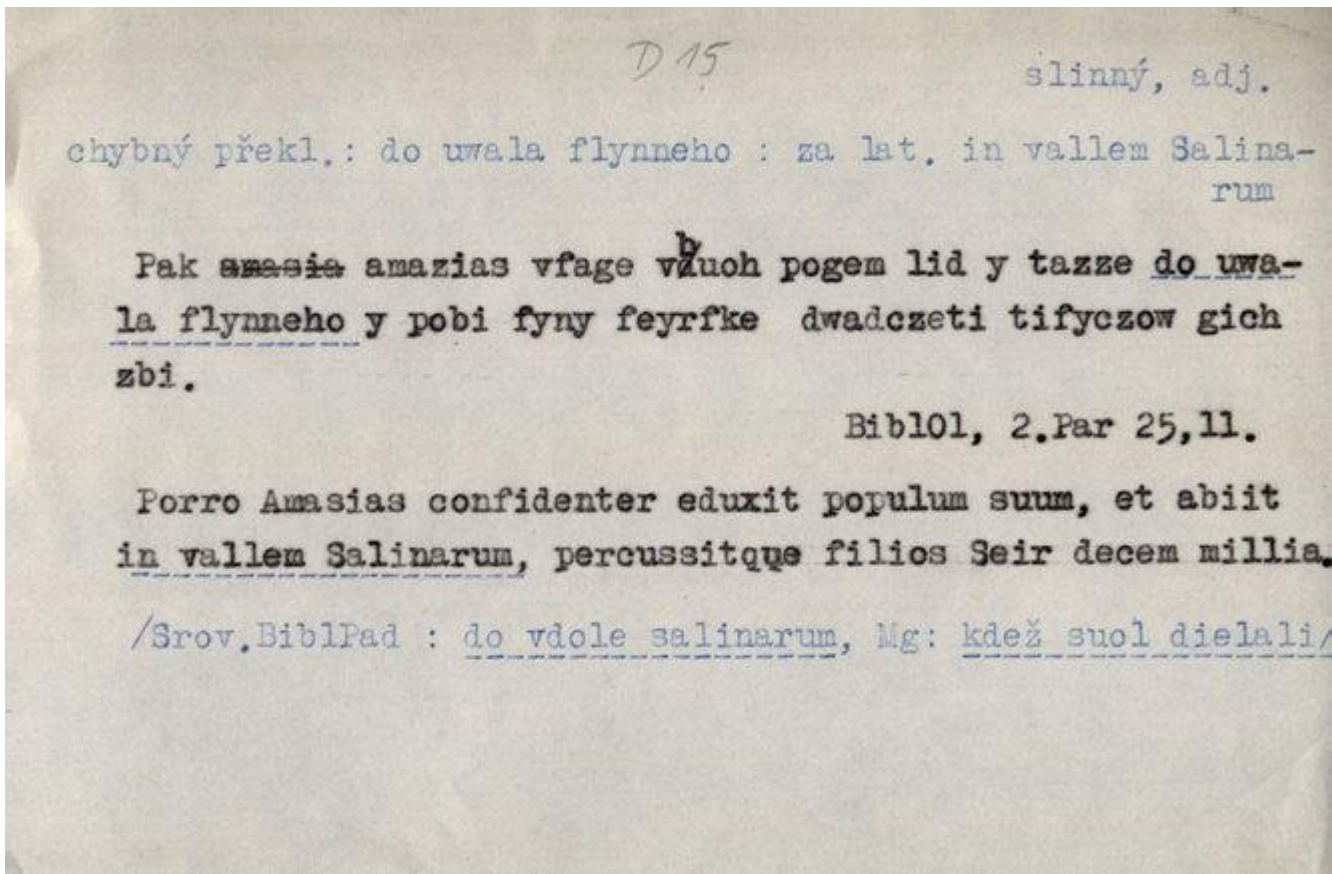 D 15
slinný, adj.
chybný překl.: do uwala flynneho : za lat. in vallem Salina-
rum
Pak amasia amazias vfage vbuoh pogem lid y tazze do uwa-
la flynneho y pobi fyny feyrfke dwadczeti tifyczow gich
zbi.
BiblOl, 2.Par 25,11.
Porro Amasias confidenter eduxit populum suum, et abiit
in vallem Salinarum, percussitque filios Seir decem millia.
/Srov.BiblPad : do vdole salinarum, Mg: kdež suol dielali/